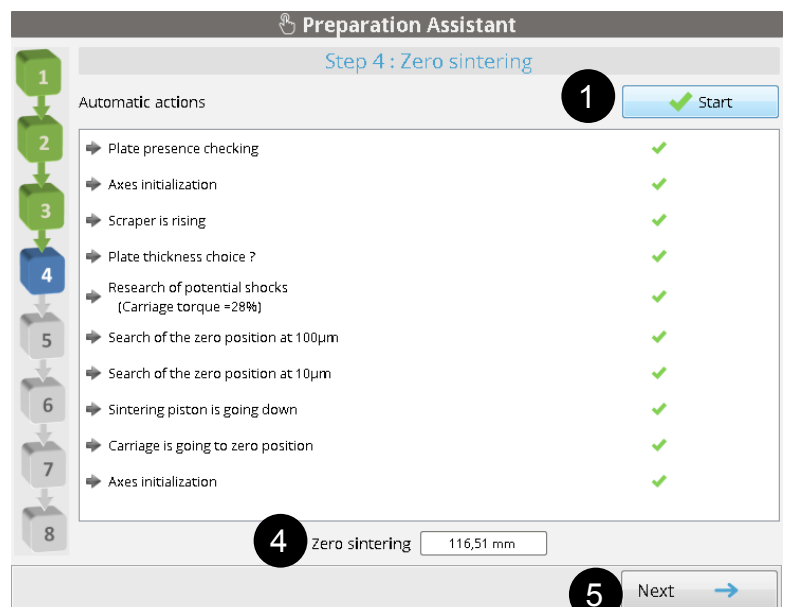 Preparation Assistant
Step 4 : Zero sintering
1
Automatic actions
1
Start
2
Plate presence checking
Axes initialization
3
Scraper is rising
Plate thickness choice ?
4
Research of potential shocks
(Carriage torque =28%)
5
Search of the zero position at 100µm
Search of the zero position at 10µm
6
Sintering piston is going down
Carriage is going to zero position
7
Axes initialization
8
4
Zero sintering
116,51 mm
5
Next